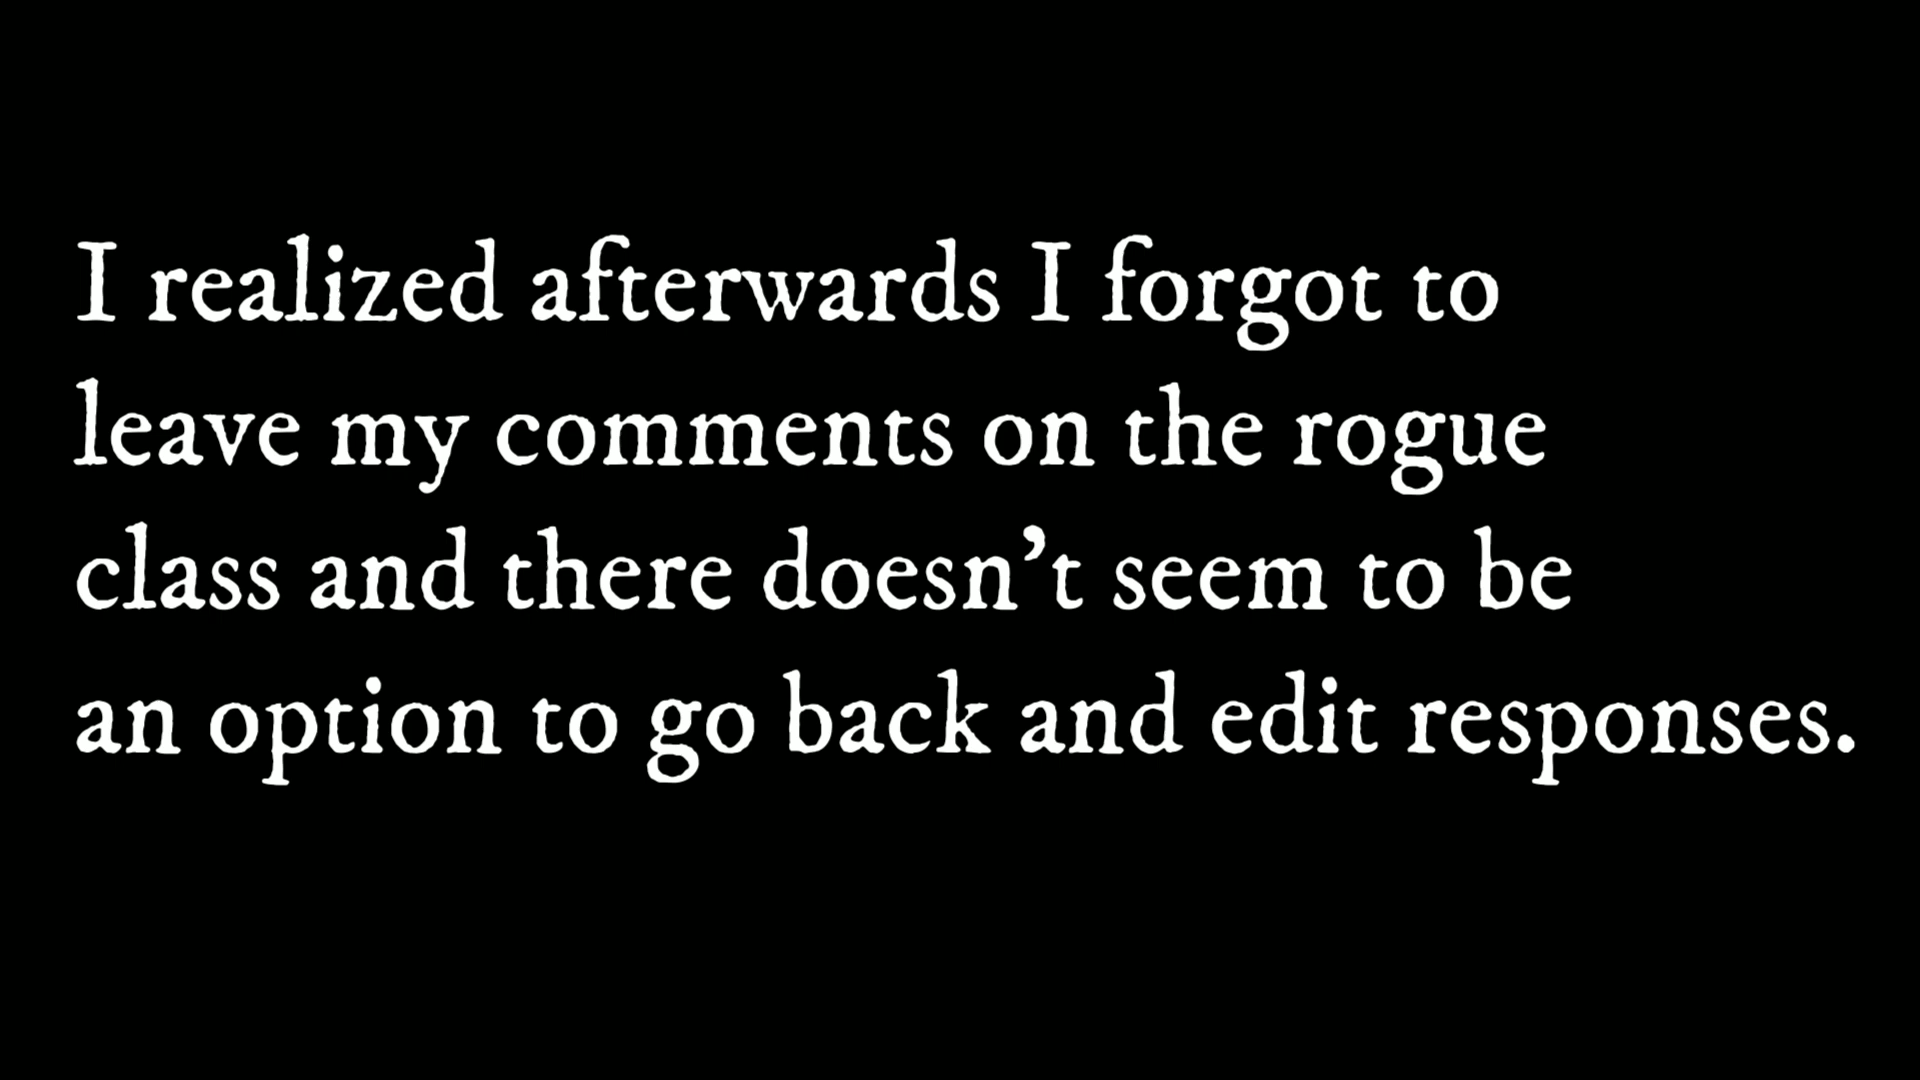 I realized afterwards I forgot to
leave my comments on the rogue
class and there doesn’t seem to be
an option to go back and edit responses.